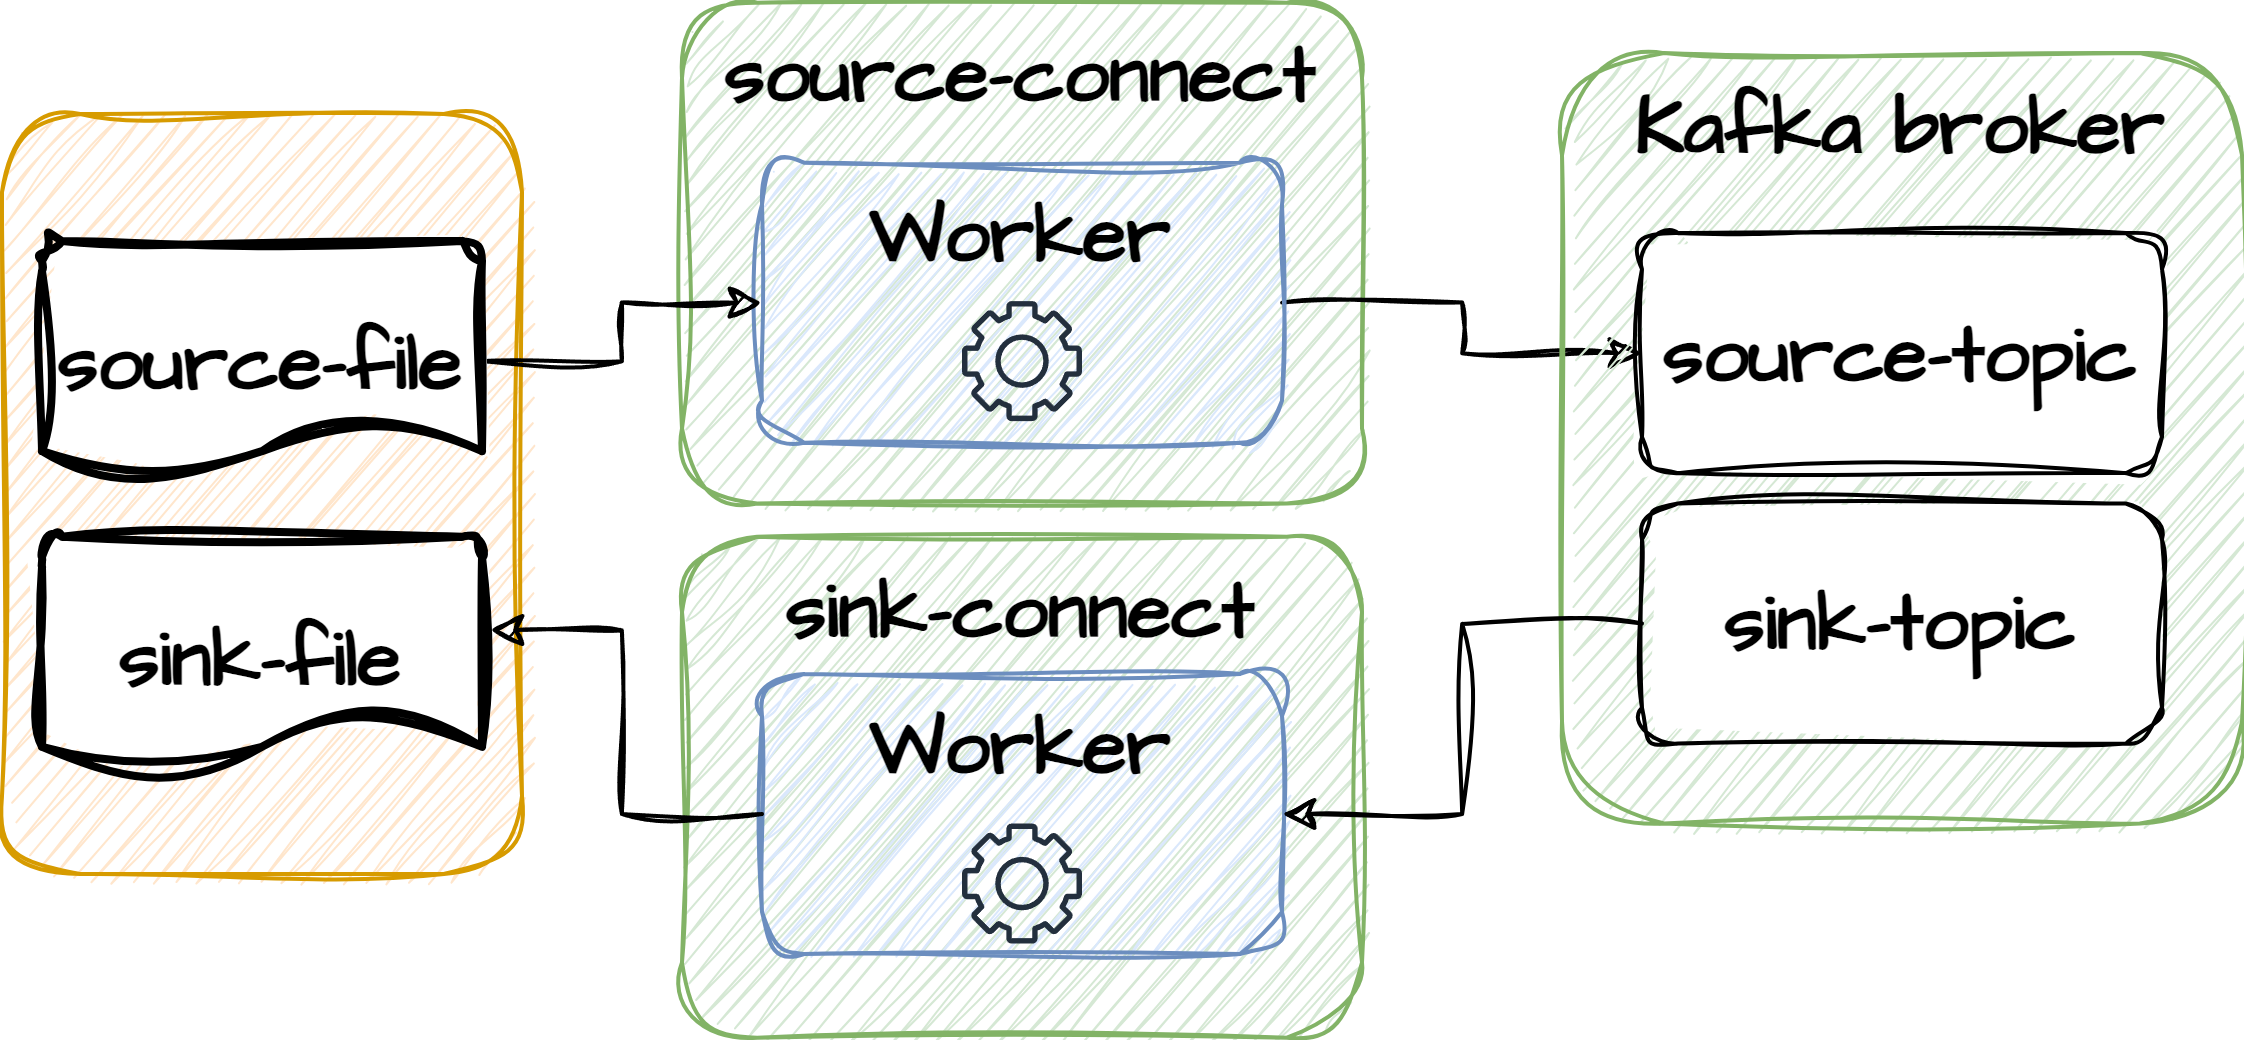 source-file
sink-file
source-connect
Worker
sink-connect
Worker
Kafka broker
source-topic
sink-topic